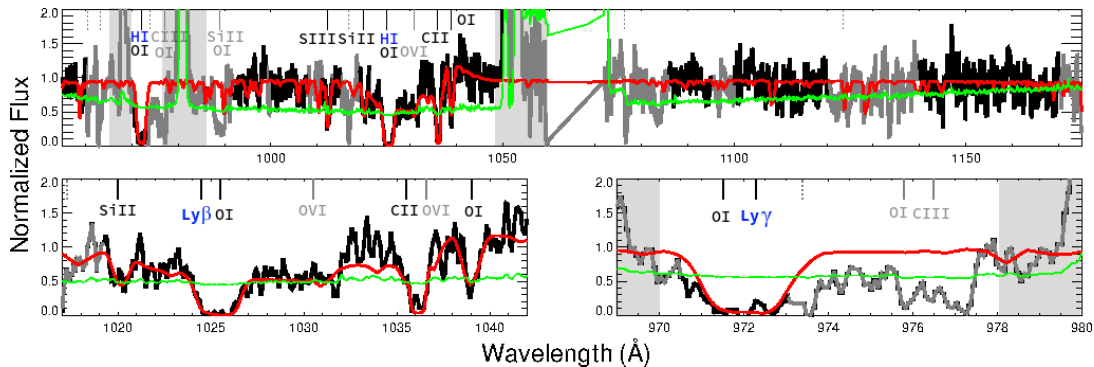 Normalized Flux
2.0
1.5
1.0
0.5
0.0
HI CIII SiII SIII SiII HI OVI CII OI
OI OI OI OI
1000 1050 1100 1150
2.0
1.5
1.0
0.5
0.0
SiII Lyβ OI OVI CII OVI OI
1020 1025 1030 1035 1040
2.0
1.5
1.0
0.5
0.0
OI Lyγ OI CIII
970 972 974 976 978 980
Wavelength (Å)